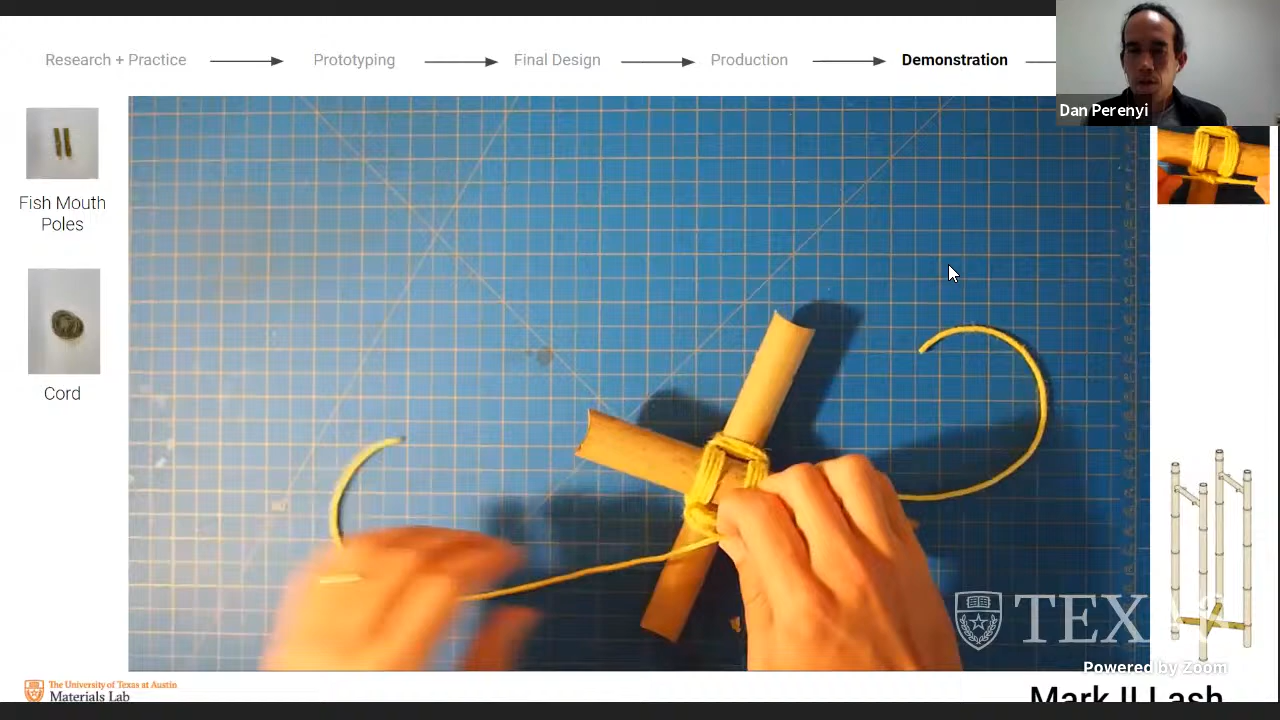 Research + Practice
Prototyping
Final Design
Production
Demonstration
Dan Perenyi
Fish Mouth
Poles
Cord
TEXAS
Powered by Zoom
The University of Texas at Austin
Materials Lab
Mark II Lash